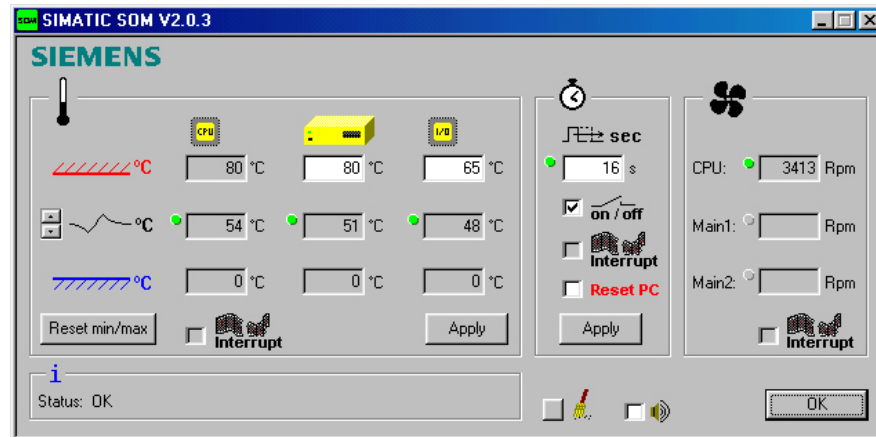 SOM SIMATIC SOM V2.0.3
SIEMENS
CPU I/O
°C 80 °C 80 °C 65 °C
°C 54 °C 51 °C 48 °C
°C 0 °C 0 °C 0 °C
Reset min/max Interrupt Apply
sec
16 s
on / off
Interrupt
Reset PC
Apply
CPU: 3413 Rpm
Main1: Rpm
Main2: Rpm
Interrupt
i
Status: OK
OK